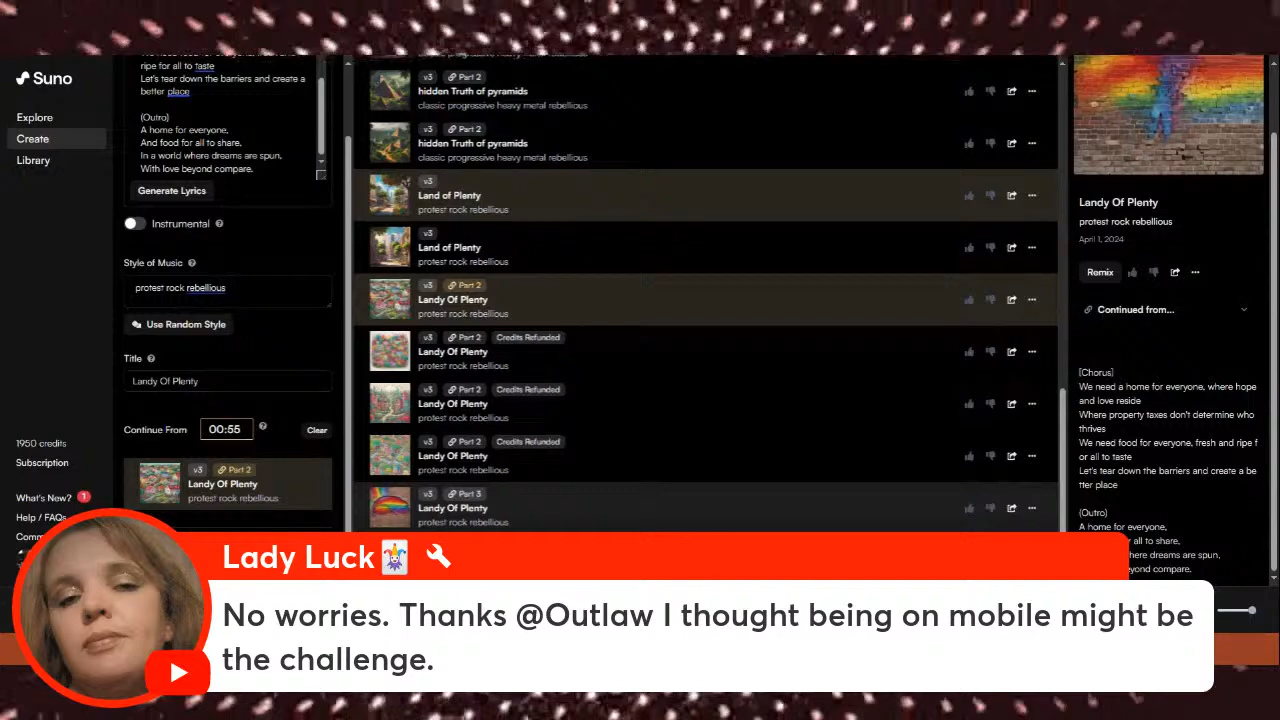 Suno
Explore
Create
Library
1950 credits
Subscription
What's New? 1
Help / FAQs
ripe for all to taste
Let's tear down the barriers and create a
better place
(Outro)
A home for everyone,
And food for all to share,
In a world where dreams are spun,
With love beyond compare.
Generate Lyrics
Instrumental
Style of Music
protest rock rebellious
Use Random Style
Title
Landy Of Plenty
Continue From 00:55 Clear
v3 Part 2
Landy Of Plenty
protest rock rebellious
v3 Part 2
hidden Truth of pyramids
classic progressive heavy metal rebellious
v3 Part 2
hidden Truth of pyramids
classic progressive heavy metal rebellious
v3
Land of Plenty
protest rock rebellious
v3
Land of Plenty
protest rock rebellious
v3 Part 2
Landy Of Plenty
protest rock rebellious
v3 Part 2 Credits Refunded
Landy Of Plenty
protest rock rebellious
v3 Part 2 Credits Refunded
Landy Of Plenty
protest rock rebellious
v3 Part 2 Credits Refunded
Landy Of Plenty
protest rock rebellious
v3 Part 3
Landy Of Plenty
protest rock rebellious
Landy Of Plenty
protest rock rebellious
April 1, 2024
Remix
Continued from...
[Chorus]
We need a home for everyone, where hope
and love reside
Where property taxes don't determine who
thrives
We need food for everyone, fresh and ripe f
or all to taste
Let's tear down the barriers and create a be
tter place
(Outro)
A home for everyone,
r all to share,
here dreams are spun,
yond compare.
Lady Luck
No worries. Thanks @Outlaw I thought being on mobile might be
the challenge.